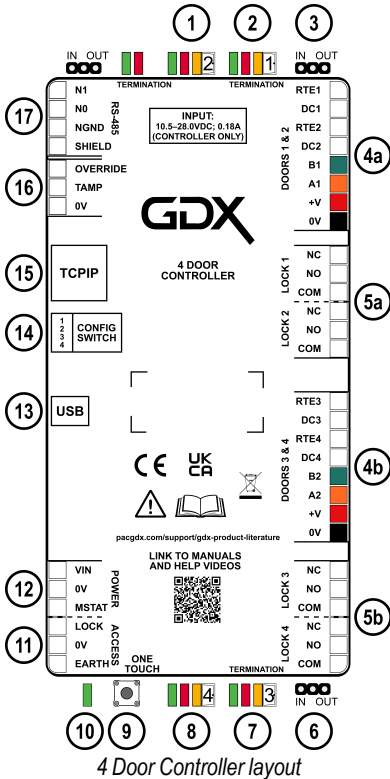 1 2 3
IN OUT
2 1
IN OUT
TERMINATION
TERMINATION
17
N1
N0
NGND
SHIELD
RS-485
INPUT:
10.5–28.0VDC; 0.18A
(CONTROLLER ONLY)
RTE1
DC1
RTE2
DC2
B1
A1
+V
0V
DOORS 1 & 2
4a
16
OVERRIDE
TAMP
0V
GDX
4 DOOR
CONTROLLER
15
TCPIP
NC
NO
COM
LOCK 1
NC
NO
COM
LOCK 2
5a
14
1
2
3
4
CONFIG
SWITCH
13
USB
RTE3
DC3
RTE4
DC4
B2
A2
+V
0V
DOORS 3 & 4
4b
CE
UK
CA
pacgdx.com/support/gdx-product-literature
LINK TO MANUALS
AND HELP VIDEOS
12
VIN
0V
MSTAT
POWER
11
LOCK
0V
EARTH
ACCESS
ONE
TOUCH
NC
NO
COM
LOCK 3
NC
NO
COM
LOCK 4
5b
TERMINATION
4 3
IN OUT
10 9 8 7 6
4 Door Controller layout